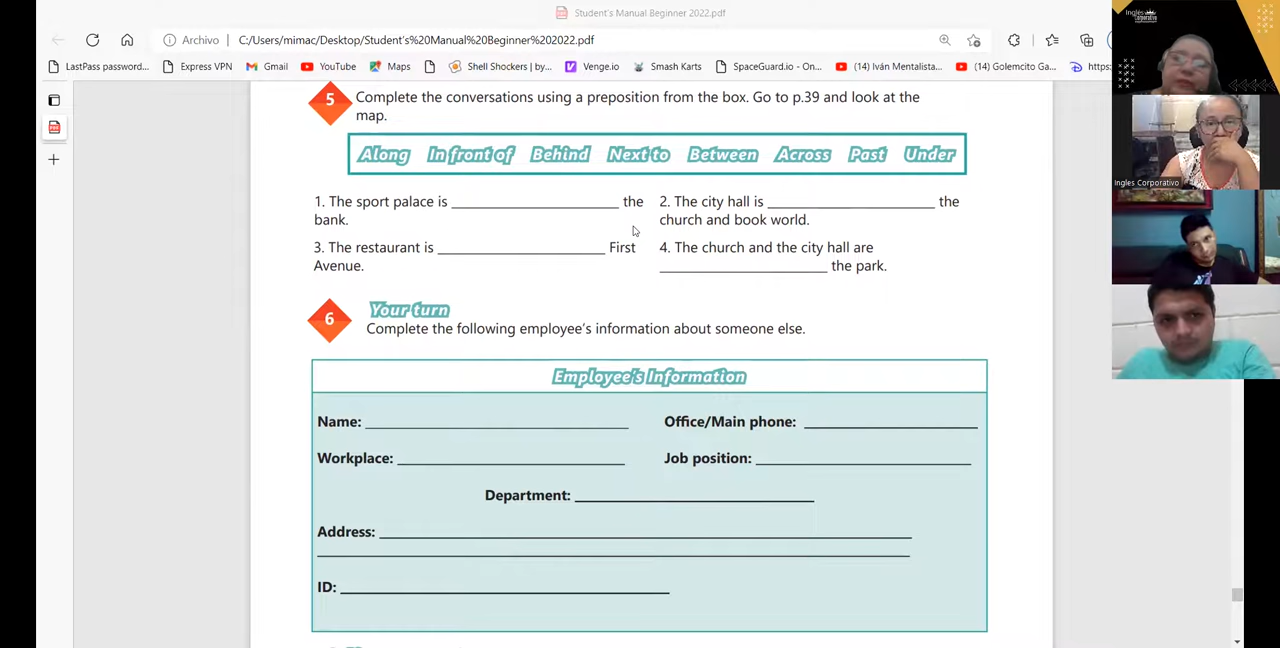 Student's Manual Beginner 2022.pdf
Archivo C:/Users/mimac/Desktop/Student's%20Manual%20Beginner%202022.pdf
LastPass password... Express VPN Gmail YouTube Maps Shell Shockers | by... Venge.io Smash Karts SpaceGuard.io - On... (14) Iván Mentalista... (14) Golemcito Ga... https:
Inglés
Corporativo
Ingles Corporativo
5 Complete the conversations using a preposition from the box. Go to p.39 and look at the
map.
Along In front of Behind Next to Between Across Past Under
1. The sport palace is ____________________ the
bank.
2. The city hall is ____________________ the
church and book world.
3. The restaurant is ____________________ First
Avenue.
4. The church and the city hall are
____________________ the park.
6 Your turn
Complete the following employee's information about someone else.
Employee's Information
Name: ____________________ Office/Main phone: ____________________
Workplace: ____________________ Job position: ____________________
Department: ____________________
Address: ____________________
ID: ____________________